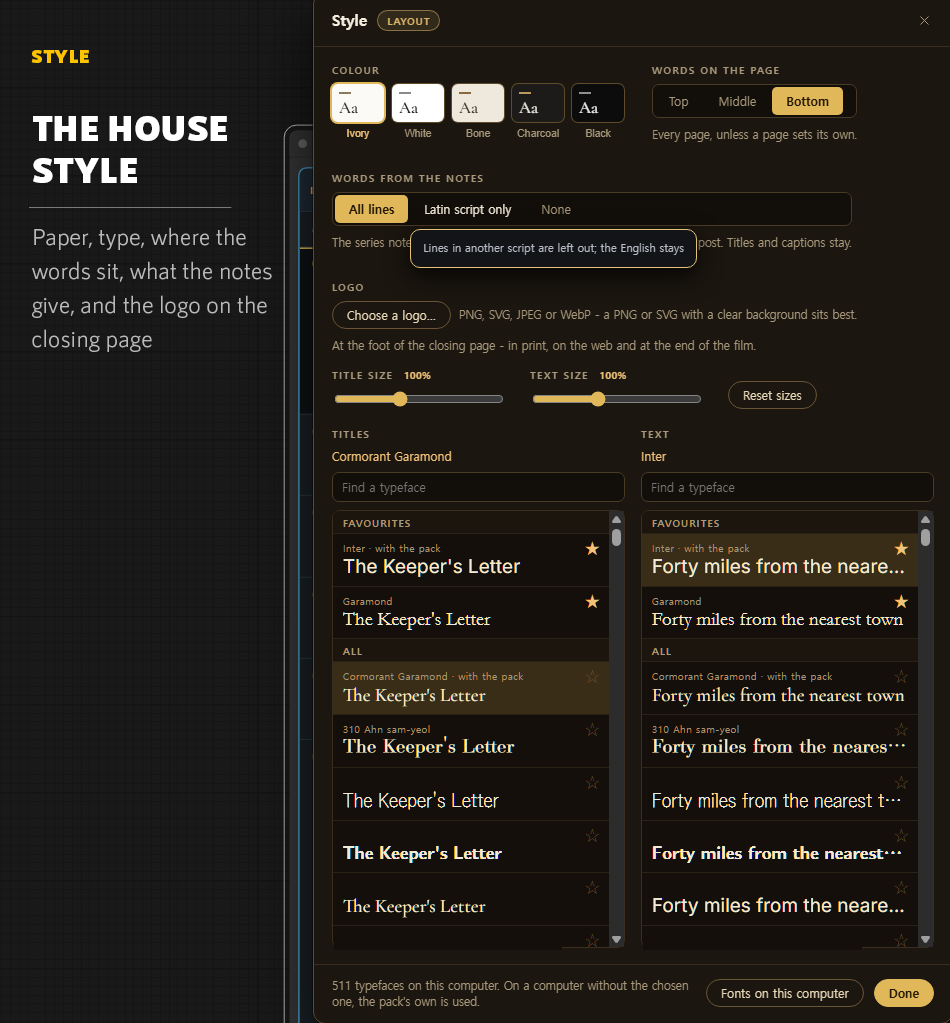 STYLE
THE HOUSE
STYLE
Paper, type, where the
words sit, what the notes
give, and the logo on the
closing page
Style LAYOUT ×
COLOUR
Aa Aa Aa Aa Aa
Ivory White Bone Charcoal Black
WORDS ON THE PAGE
Top Middle Bottom
Every page, unless a page sets its own.
WORDS FROM THE NOTES
All lines Latin script only None
The series note
Lines in another script are left out; the English stays
post. Titles and captions stay.
LOGO
Choose a logo... PNG, SVG, JPEG or WebP - a PNG or SVG with a clear background sits best.
At the foot of the closing page - in print, on the web and at the end of the film.
TITLE SIZE 100% TEXT SIZE 100%
Reset sizes
TITLES
Cormorant Garamond
Find a typeface
FAVOURITES
Inter · with the pack
The Keeper's Letter
Garamond
The Keeper's Letter
ALL
Cormorant Garamond · with the pack
The Keeper's Letter
310 Ahn sam-yeol
The Keeper's Letter
The Keeper's Letter
The Keeper's Letter
The Keeper's Letter
TEXT
Inter
Find a typeface
FAVOURITES
Inter · with the pack
Forty miles from the neare...
Garamond
Forty miles from the nearest town
ALL
Cormorant Garamond · with the pack
Forty miles from the nearest town
310 Ahn sam-yeol
Forty miles from the neares...
Forty miles from the nearest t...
Forty miles from the nearest...
Forty miles from the neare...
511 typefaces on this computer. On a computer without the chosen
one, the pack's own is used.
Fonts on this computer Done